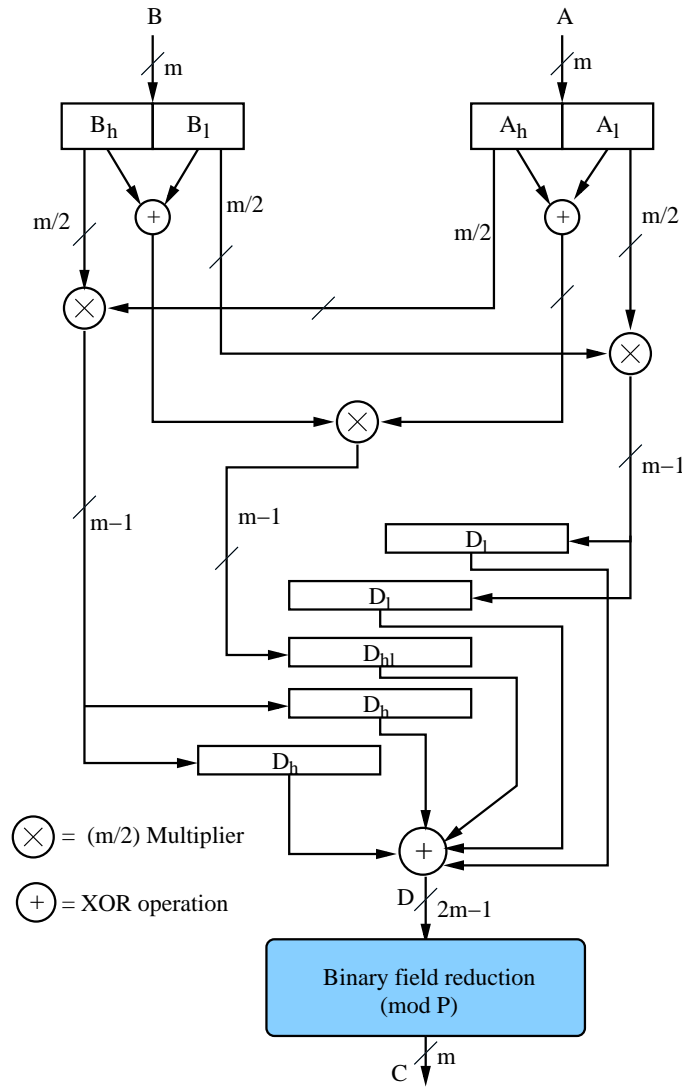 B A
m m
B_h B_l A_h A_l
+ +
m/2 m/2 m/2 m/2
× ×
×
m−1 m−1 m−1
D_l
D_l
D_hl
D_h
D_h
× = (m/2) Multiplier
+
+ = XOR operation
D 2m−1
Binary field reduction
(mod P)
m
C